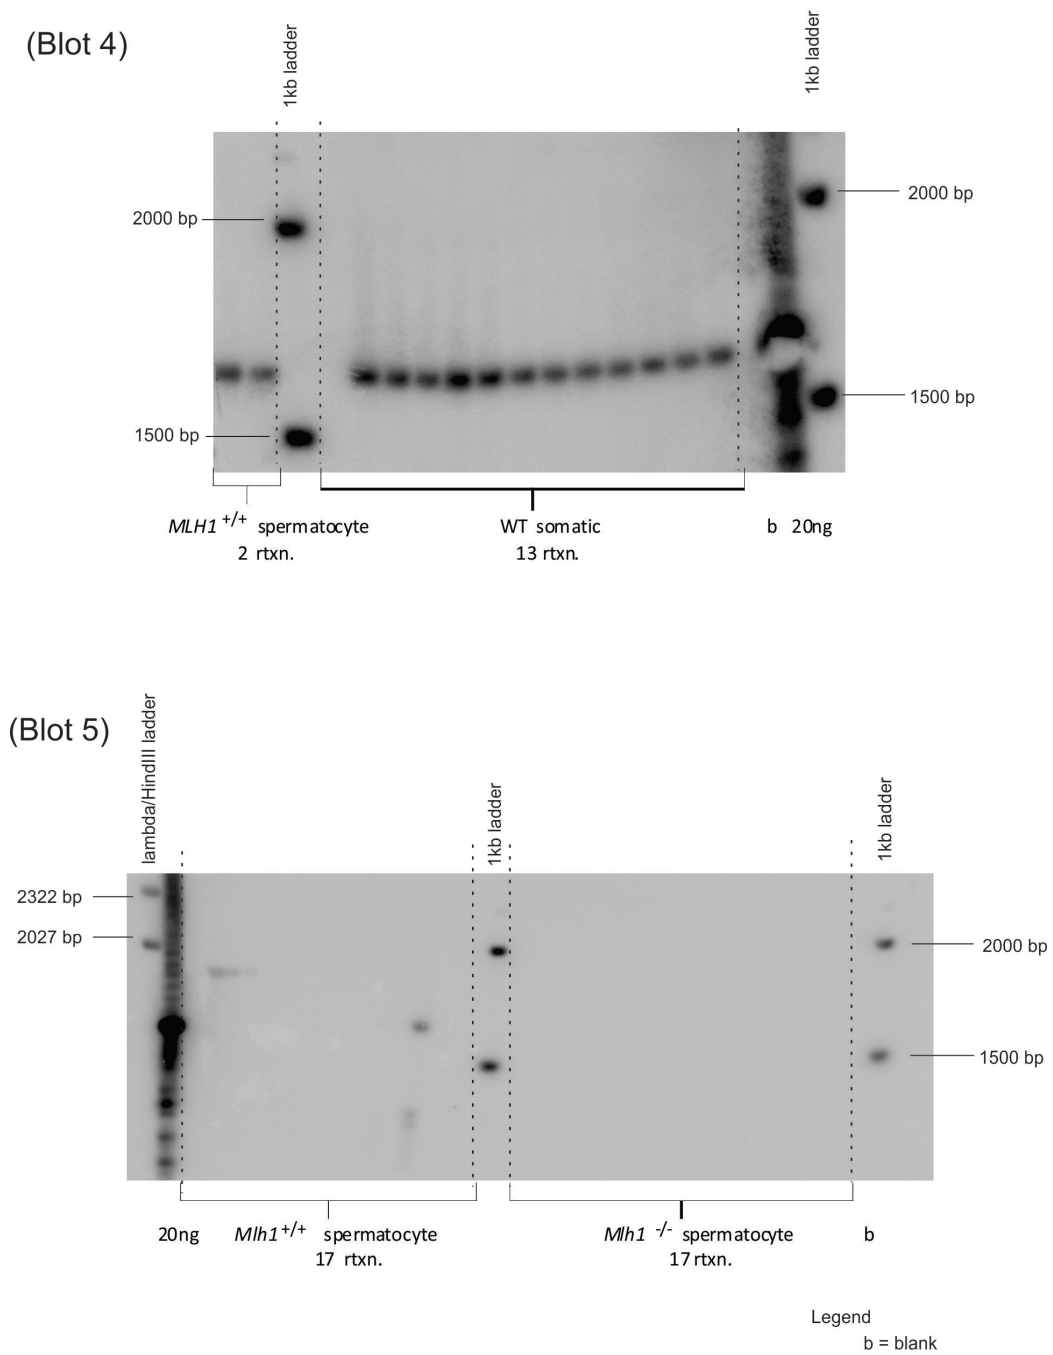 (Blot 4)
1kb ladder
1kb ladder
2000 bp
2000 bp
1500 bp
1500 bp
MLH1 +/+ spermatocyte
2 rtxn.
WT somatic
13 rtxn.
b 20ng
(Blot 5)
lambda/HindIII ladder
1kb ladder
1kb ladder
2322 bp
2027 bp
2000 bp
1500 bp
20ng
Mlh1 +/+ spermatocyte
17 rtxn.
Mlh1 -/- spermatocyte
17 rtxn.
b
Legend
b = blank